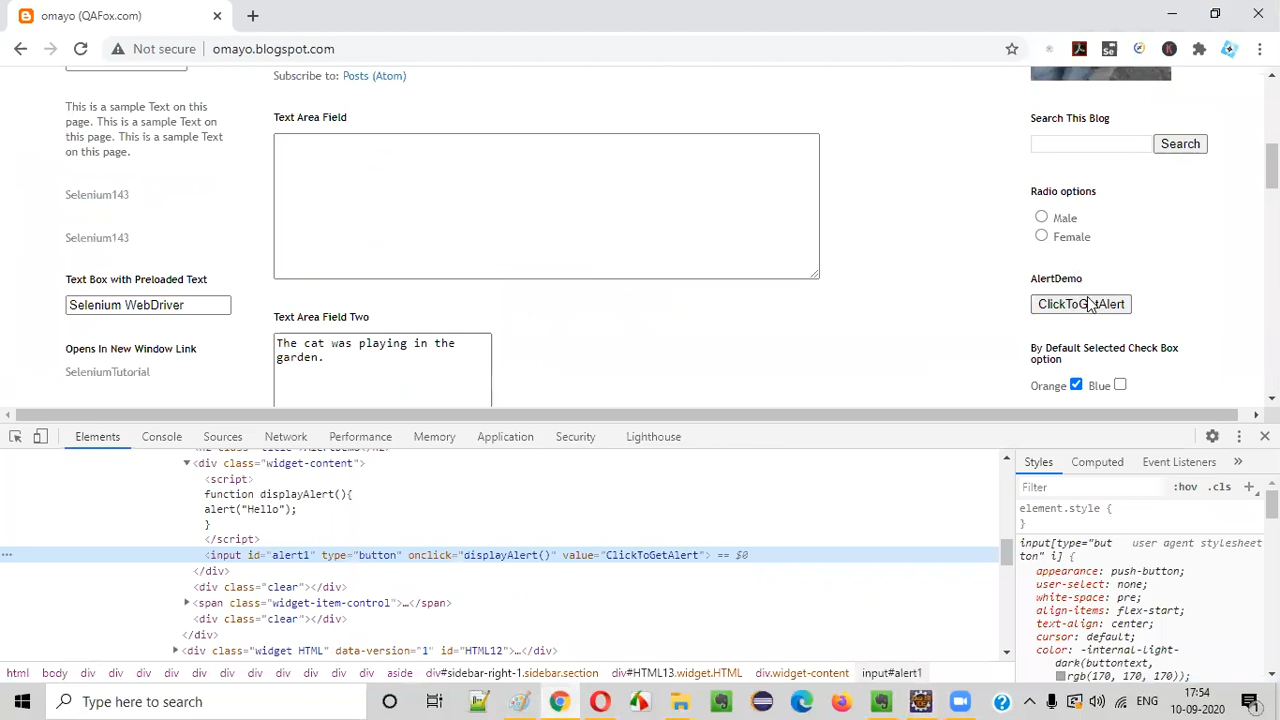 omayo (QAFox.com)
Not secure
omayo.blogspot.com
This is a sample Text on this
page. This is a sample Text on
this page. This is a sample Text
on this page.
Selenium143
Selenium143
Text Box with Preloaded Text
Selenium WebDriver
Opens In New Window Link
SeleniumTutorial
Subscribe to: Posts (Atom)
Text Area Field
Text Area Field Two
The cat was playing in the
garden.
Search This Blog
Search
Radio options
Male
Female
AlertDemo
ClickToGetAlert
By Default Selected Check Box
option
Orange Blue
Elements Console Sources Network Performance Memory Application Security Lighthouse
<div class="widget-content">
<script>
function displayAlert(){
alert("Hello");
}
</script>
<input id="alert1" type="button" onclick="displayAlert()" value="ClickToGetAlert"> == $0
</div>
<div class="clear"></div>
<span class="widget-item-control">…</span>
<div class="clear"></div>
</div>
<div class="widget HTML" data-version="1" id="HTML12">…</div>
html body div div div div div div div div aside div#sidebar-right-1.sidebar.section div#HTML13.widget.HTML div.widget-content input#alert1
Styles Computed Event Listeners »
Filter :hov .cls +
element.style {
}
input[type="but user agent stylesheet
ton" i] {
appearance: push-button;
user-select: none;
white-space: pre;
align-items: flex-start;
text-align: center;
cursor: default;
color: -internal-light-
dark(buttontext,
rgb(170, 170, 170));
Type here to search
ENG
17:54
10-09-2020